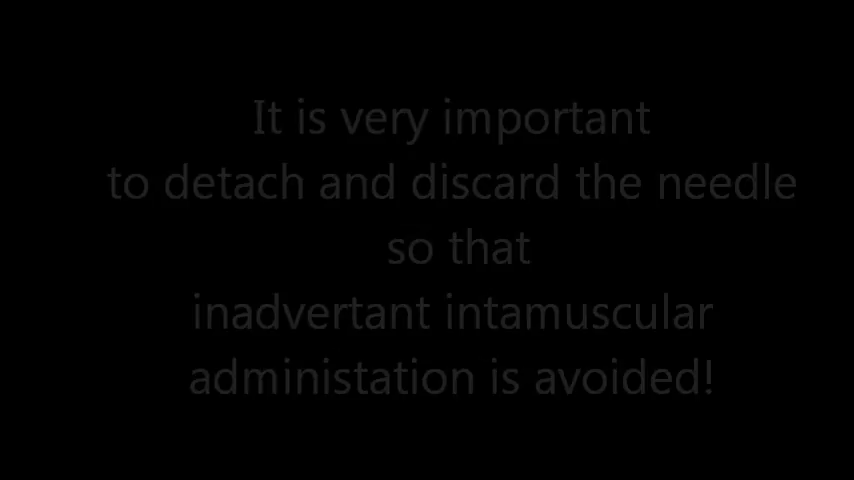 It is very important
to detach and discard the needle
so that
inadvertant intamuscular
administation is avoided!